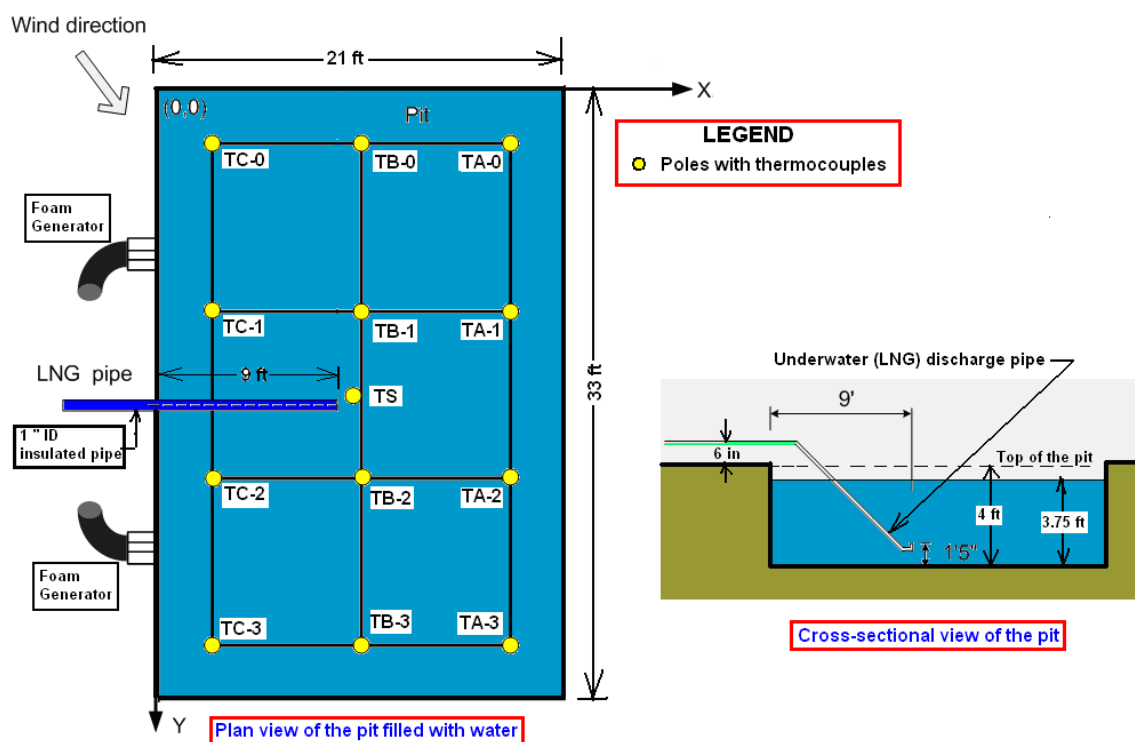 Wind direction
21 ft
X
(0,0)
Pit
LEGEND
Poles with thermocouples
TC-0
TB-0
TA-0
Foam
Generator
TC-1
TB-1
TA-1
LNG pipe
9 ft
TS
33 ft
1 " ID
insulated pipe
TC-2
TB-2
TA-2
Foam
Generator
TC-3
TB-3
TA-3
Y
Plan view of the pit filled with water
Underwater (LNG) discharge pipe
9'
6 in
Top of the pit
4 ft
3.75 ft
1'5"
Cross-sectional view of the pit